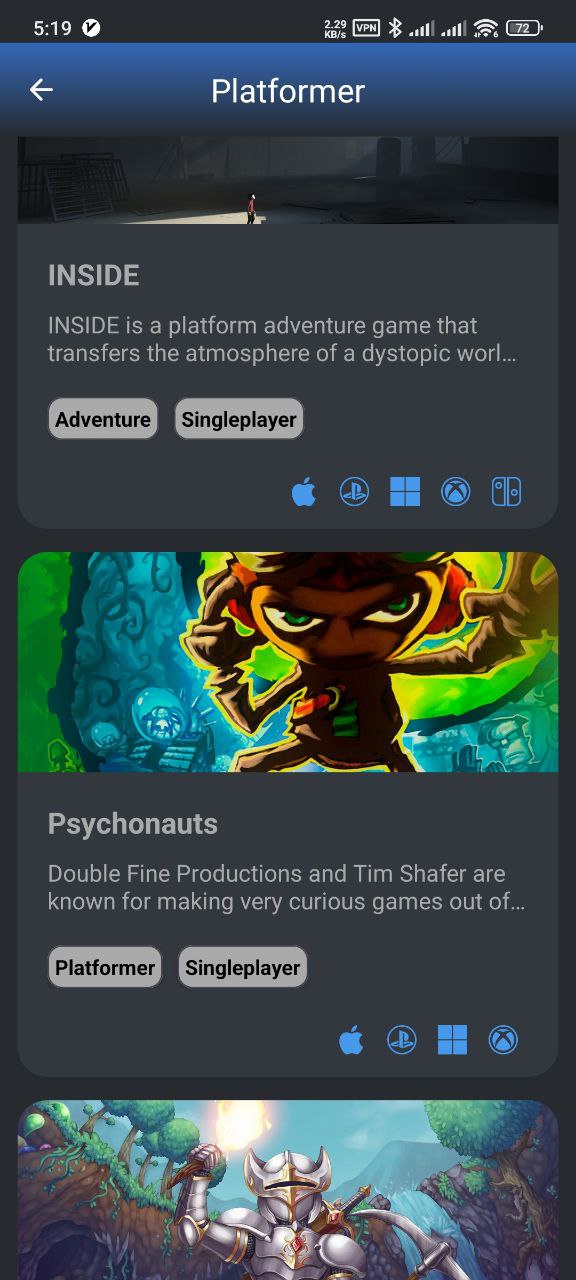 5:19
2.29
KB/s
VPN
6
72
Platformer
INSIDE
INSIDE is a platform adventure game that
transfers the atmosphere of a dystopic worl...
Adventure
Singleplayer
Psychonauts
Double Fine Productions and Tim Shafer are
known for making very curious games out of...
Platformer
Singleplayer